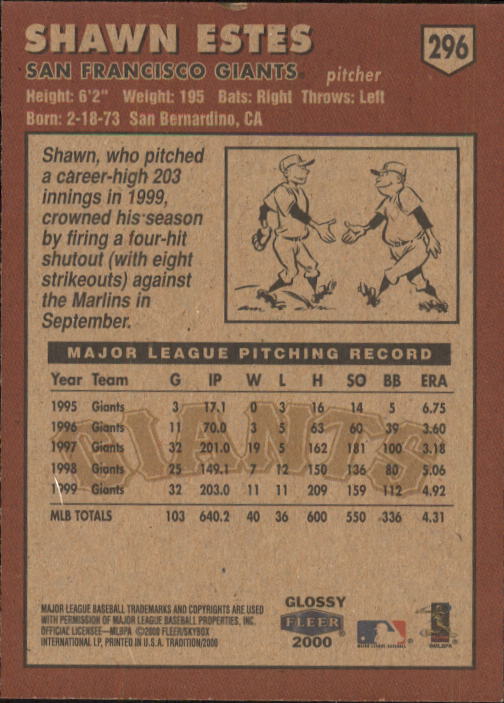 SHAWN ESTES
296
SAN FRANCISCO GIANTS pitcher
Height: 6'2" Weight: 195 Bats: Right Throws: Left
Born: 2-18-73 San Bernardino, CA
Shawn, who pitched
a career-high 203
innings in 1999,
crowned his season
by firing a four-hit
shutout (with eight
strikeouts) against
the Marlins in
September.
MAJOR LEAGUE PITCHING RECORD
Year Team G IP W L H SO BB ERA
1995 Giants 3 17.1 0 3 16 14 5 6.75
1996 Giants 11 70.0 3 5 63 60 39 3.60
1997 Giants 32 201.0 19 5 162 181 100 3.18
1998 Giants 25 149.1 7 12 150 136 80 5.06
1999 Giants 32 203.0 11 11 209 159 112 4.92
MLB TOTALS 103 640.2 40 36 600 550 336 4.31
GIANTS
MAJOR LEAGUE BASEBALL TRADEMARKS AND COPYRIGHTS ARE USED
WITH PERMISSION OF MAJOR LEAGUE BASEBALL PROPERTIES, INC.
OFFICIAL LICENSEE—MLBPA ©2000 FLEER/SKYBOX
INTERNATIONAL LP, PRINTED IN U.S.A. TRADITION/2000
GLOSSY
FLEER
2000
MAJOR LEAGUE BASEBALL
©MLBPA